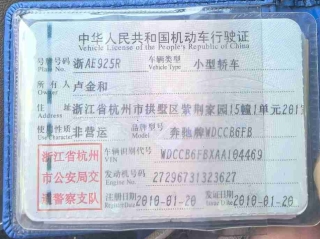 中华人民共和国机动车行驶证
Vehicle License of the People's Republic of China
号牌号码 浙AE925R 车辆类型 小型轿车
Plate No. Vehicle Type
所有人 卢金和
Owner
住址 浙江省杭州市拱墅区紫荆家园15幢1单元201
Address
使用性质 非营运 品牌型号 奔驰牌WDCCB6FB
Use Character Model
浙江省杭州市公安局交通警察支队
车辆识别代号 WDCCB6FBXAA104469
VIN
发动机号码 27296731623627
Engine No.
注册日期 2010-01-20 发证日期 2010-01-20
Register Date Issue Date